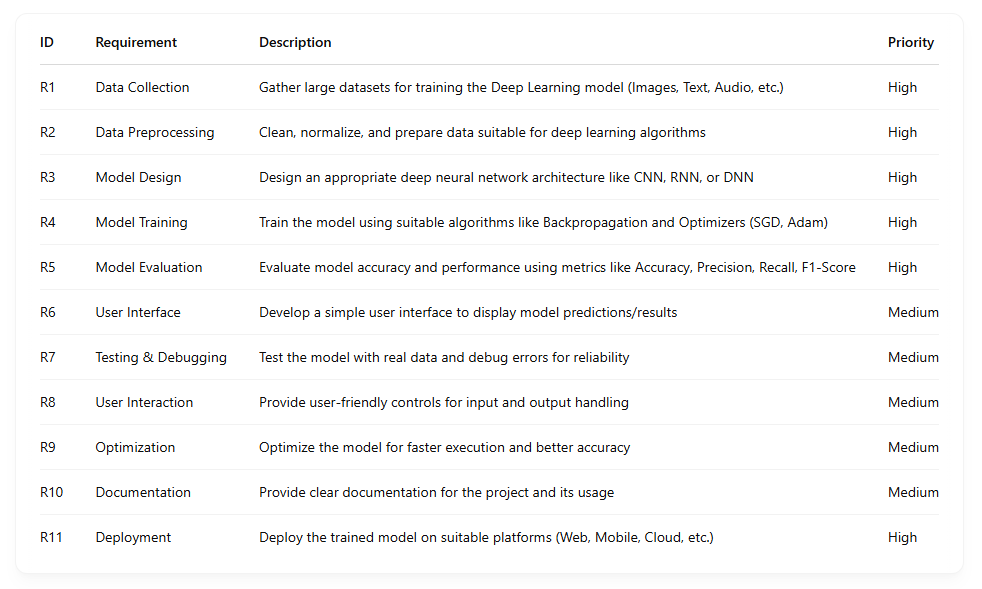 ID Requirement Description Priority
R1 Data Collection Gather large datasets for training the Deep Learning model (Images, Text, Audio, etc.) High
R2 Data Preprocessing Clean, normalize, and prepare data suitable for deep learning algorithms High
R3 Model Design Design an appropriate deep neural network architecture like CNN, RNN, or DNN High
R4 Model Training Train the model using suitable algorithms like Backpropagation and Optimizers (SGD, Adam) High
R5 Model Evaluation Evaluate model accuracy and performance using metrics like Accuracy, Precision, Recall, F1-Score High
R6 User Interface Develop a simple user interface to display model predictions/results Medium
R7 Testing & Debugging Test the model with real data and debug errors for reliability Medium
R8 User Interaction Provide user-friendly controls for input and output handling Medium
R9 Optimization Optimize the model for faster execution and better accuracy Medium
R10 Documentation Provide clear documentation for the project and its usage Medium
R11 Deployment Deploy the trained model on suitable platforms (Web, Mobile, Cloud, etc.) High